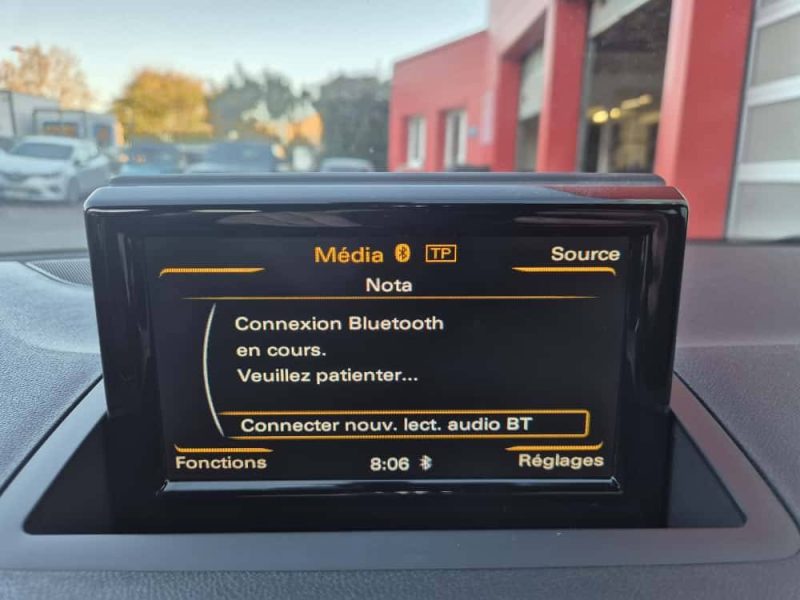 Média TP Source
Nota
Connexion Bluetooth
en cours.
Veuillez patienter...
Connecter nouv. lect. audio BT
Fonctions 8:06 Réglages